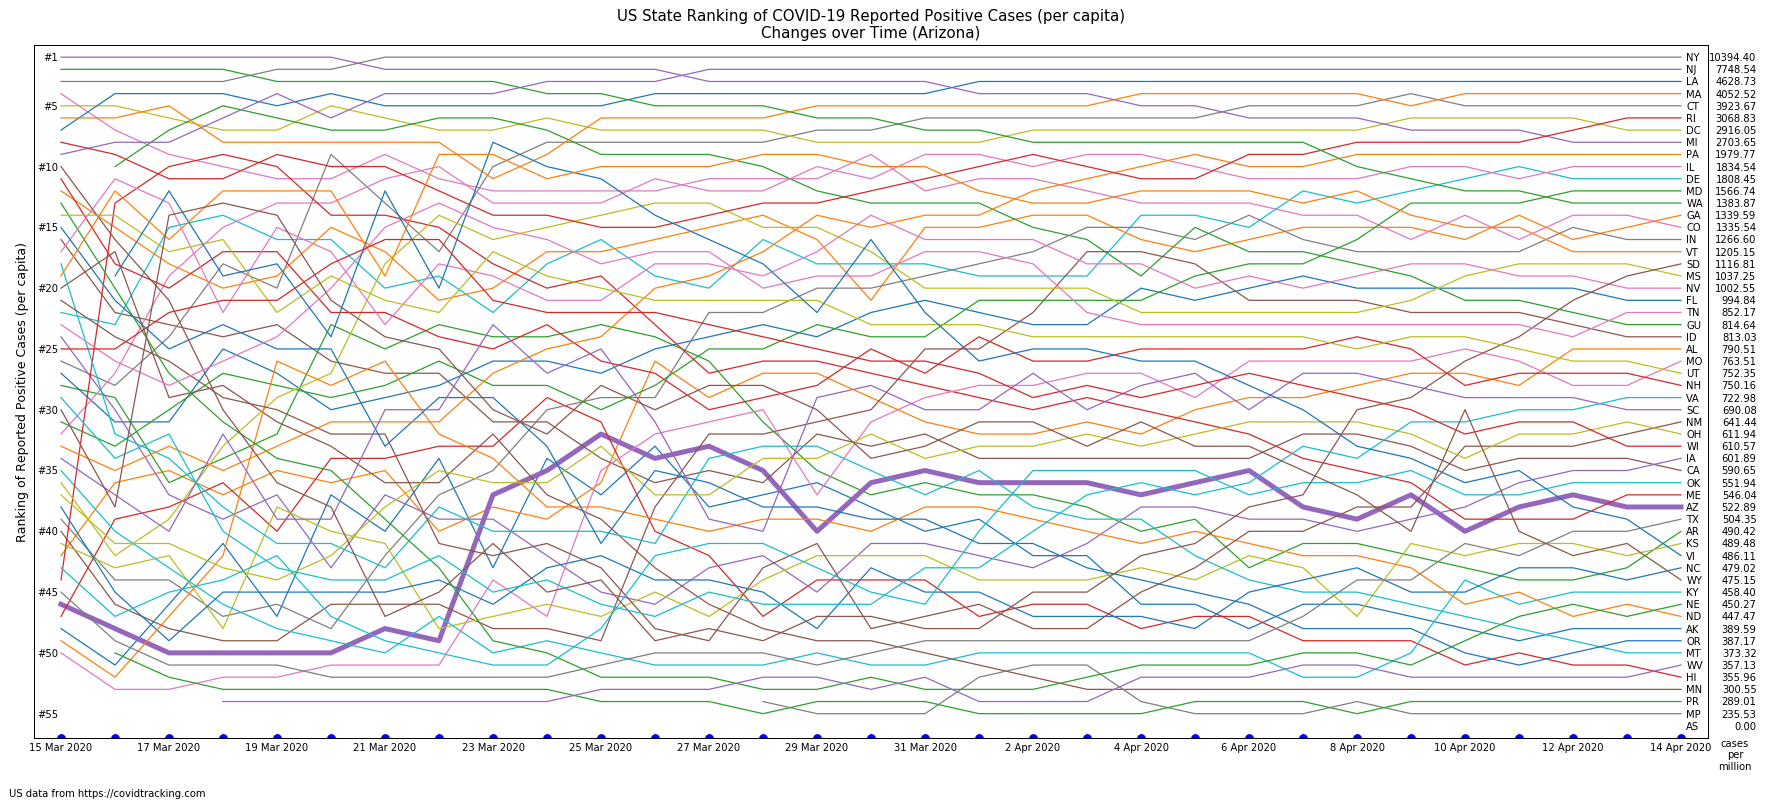 US State Ranking of COVID-19 Reported Positive Cases (per capita)
Changes over Time (Arizona)
Ranking of Reported Positive Cases (per capita)
#1
#5
#10
#15
#20
#25
#30
#35
#40
#45
#50
#55
NY 10394.40
NJ 7748.54
LA 4628.73
MA 4052.52
CT 3923.67
RI 3068.83
DC 2916.05
MI 2703.65
PA 1979.77
IL 1834.54
DE 1808.45
MD 1566.74
WA 1383.87
GA 1339.59
CO 1335.54
IN 1266.60
VT 1205.15
SD 1116.81
MS 1037.25
NV 1002.55
FL 994.84
TN 852.17
GU 814.64
ID 813.03
AL 790.51
MO 763.51
UT 752.35
NH 750.16
VA 722.98
SC 690.08
NM 641.44
OH 611.94
WI 610.57
IA 601.89
CA 590.65
OK 551.94
ME 546.04
AZ 522.89
TX 504.35
AR 490.42
KS 489.48
VI 486.11
NC 479.02
WY 475.15
KY 458.40
NE 450.27
ND 447.47
AK 389.59
OR 387.17
MT 373.32
WV 357.13
HI 355.96
MN 300.55
PR 289.01
MP 235.53
AS 0.00
15 Mar 2020 17 Mar 2020 19 Mar 2020 21 Mar 2020 23 Mar 2020 25 Mar 2020 27 Mar 2020 29 Mar 2020 31 Mar 2020 2 Apr 2020 4 Apr 2020 6 Apr 2020 8 Apr 2020 10 Apr 2020 12 Apr 2020 14 Apr 2020
cases
per
million
US data from https://covidtracking.com